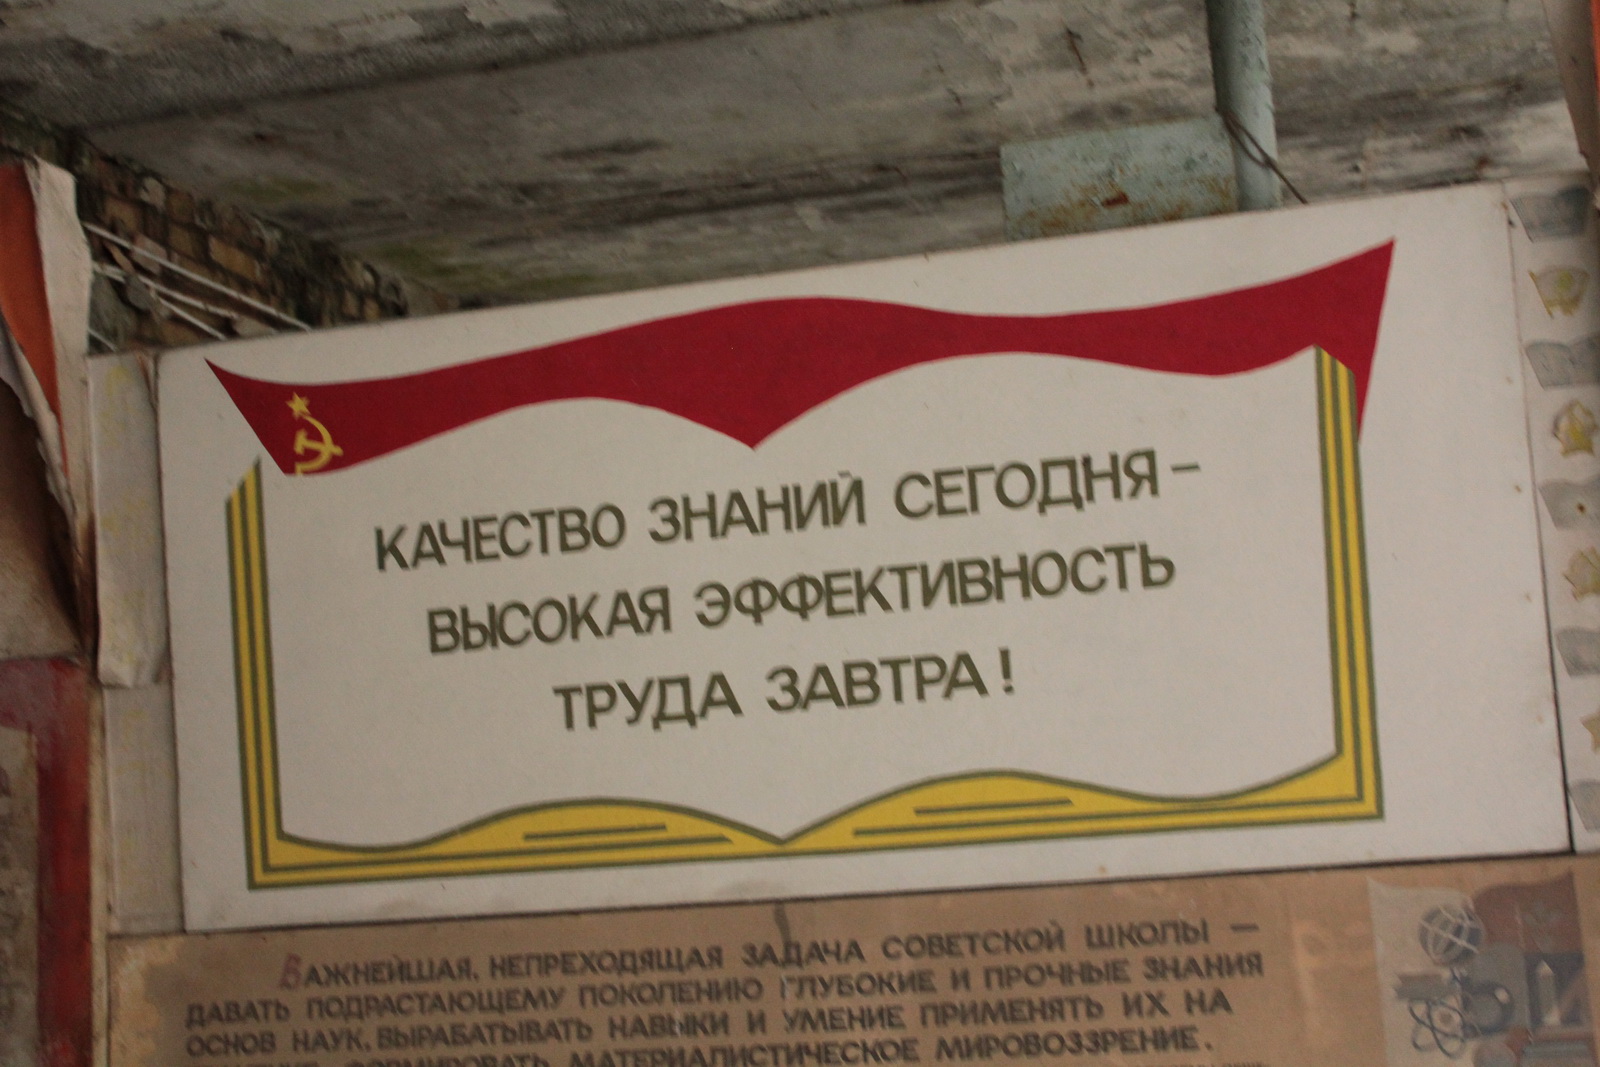 КАЧЕСТВО ЗНАНИЙ СЕГОДНЯ –
ВЫСОКАЯ ЭФФЕКТИВНОСТЬ
ТРУДА ЗАВТРА!
ВАЖНЕЙШАЯ, НЕПРЕХОДЯЩАЯ ЗАДАЧА СОВЕТСКОЙ ШКОЛЫ —
ДАВАТЬ ПОДРАСТАЮЩЕМУ ПОКОЛЕНИЮ ГЛУБОКИЕ И ПРОЧНЫЕ ЗНАНИЯ
ОСНОВ НАУК, ВЫРАБАТЫВАТЬ НАВЫКИ И УМЕНИЕ ПРИМЕНЯТЬ ИХ НА
ФОРМИРОВАТЬ МАТЕРИАЛИСТИЧЕСКОЕ МИРОВОЗЗРЕНИЕ.